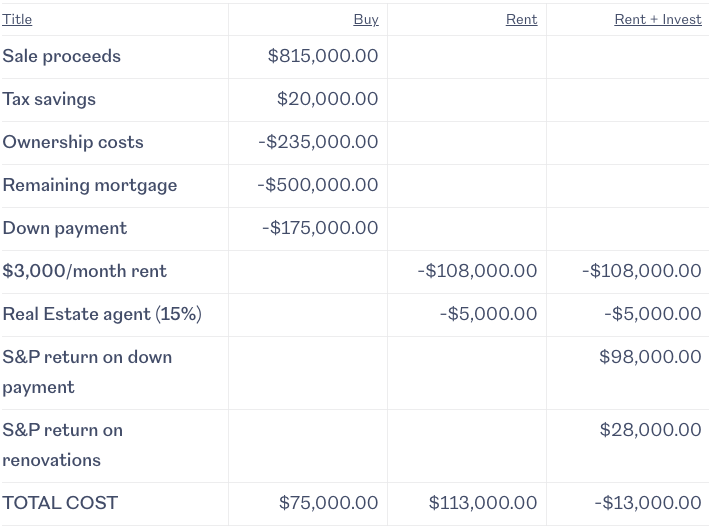 Title Buy Rent Rent + Invest
Sale proceeds $815,000.00
Tax savings $20,000.00
Ownership costs -$235,000.00
Remaining mortgage -$500,000.00
Down payment -$175,000.00
$3,000/month rent -$108,000.00 -$108,000.00
Real Estate agent (15%) -$5,000.00 -$5,000.00
S&P return on down $98,000.00
payment
S&P return on $28,000.00
renovations
TOTAL COST $75,000.00 $113,000.00 -$13,000.00